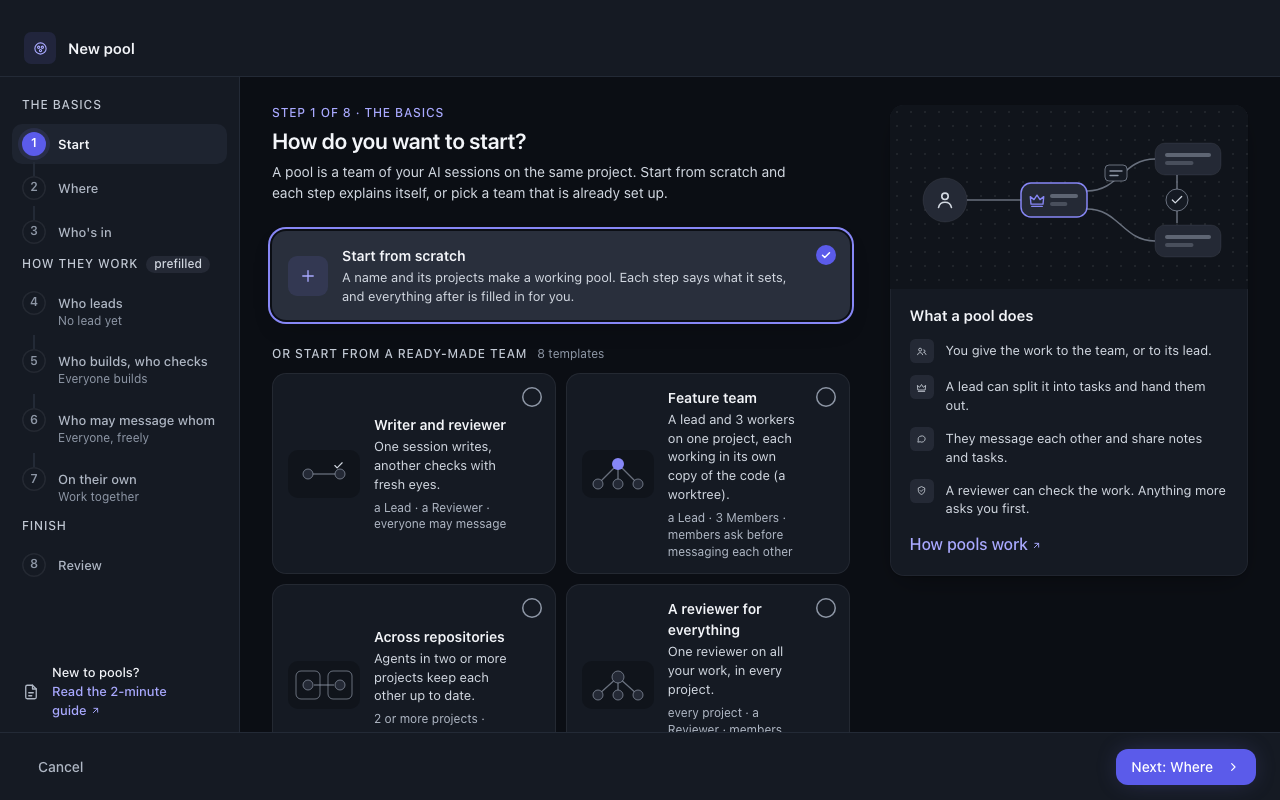 New pool
THE BASICS
1
Start
2
Where
3
Who's in
HOW THEY WORK
prefilled
4
Who leads
No lead yet
5
Who builds, who checks
Everyone builds
6
Who may message whom
Everyone, freely
7
On their own
Work together
FINISH
8
Review
New to pools?
Read the 2-minute
guide ↗
STEP 1 OF 8 · THE BASICS
How do you want to start?
A pool is a team of your AI sessions on the same project. Start from scratch and
each step explains itself, or pick a team that is already set up.
Start from scratch
A name and its projects make a working pool. Each step says what it sets,
and everything after is filled in for you.
OR START FROM A READY-MADE TEAM 8 templates
Writer and reviewer
One session writes,
another checks with
fresh eyes.
a Lead · a Reviewer ·
everyone may message
Feature team
A lead and 3 workers
on one project, each
working in its own
copy of the code (a
worktree).
a Lead · 3 Members ·
members ask before
messaging each other
Across repositories
Agents in two or more
projects keep each
other up to date.
2 or more projects ·
A reviewer for
everything
One reviewer on all
your work, in every
project.
every project · a
Reviewer · members
What a pool does
You give the work to the team, or to its lead.
A lead can split it into tasks and hand them
out.
They message each other and share notes
and tasks.
A reviewer can check the work. Anything more
asks you first.
How pools work ↗
Cancel
Next: Where